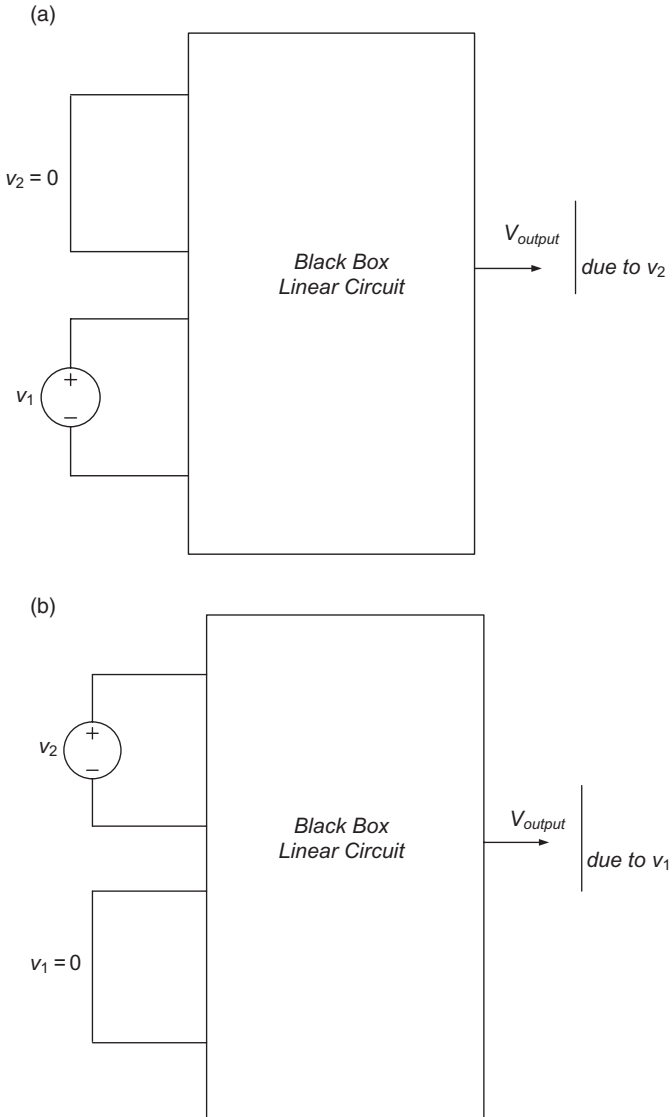 (a)
v2 = 0
Black Box
Linear Circuit
Voutput
due to v2
+
v1
−
(b)
+
v2
−
Black Box
Linear Circuit
Voutput
due to v1
v1 = 0